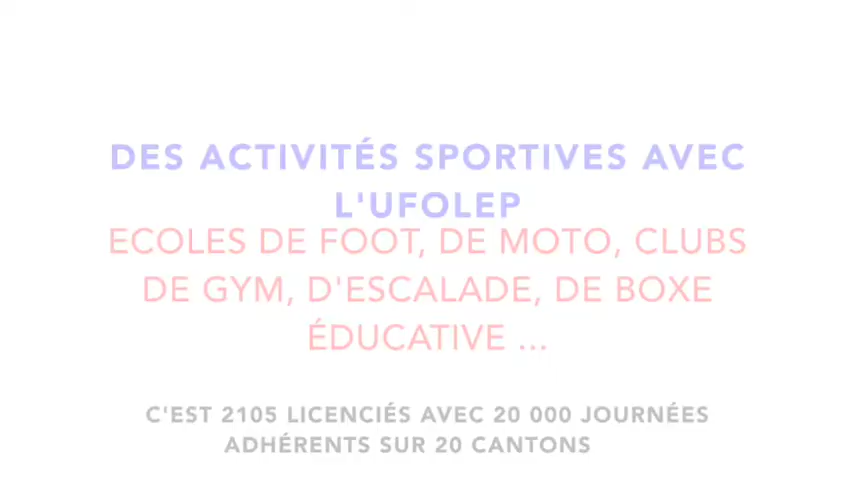 DES ACTIVITÉS SPORTIVES AVEC
L'UFOLEP
ECOLES DE FOOT, DE MOTO, CLUBS
DE GYM, D'ESCALADE, DE BOXE
ÉDUCATIVE ...
C'EST 2105 LICENCIÉS AVEC 20 000 JOURNÉES
ADHÉRENTS SUR 20 CANTONS